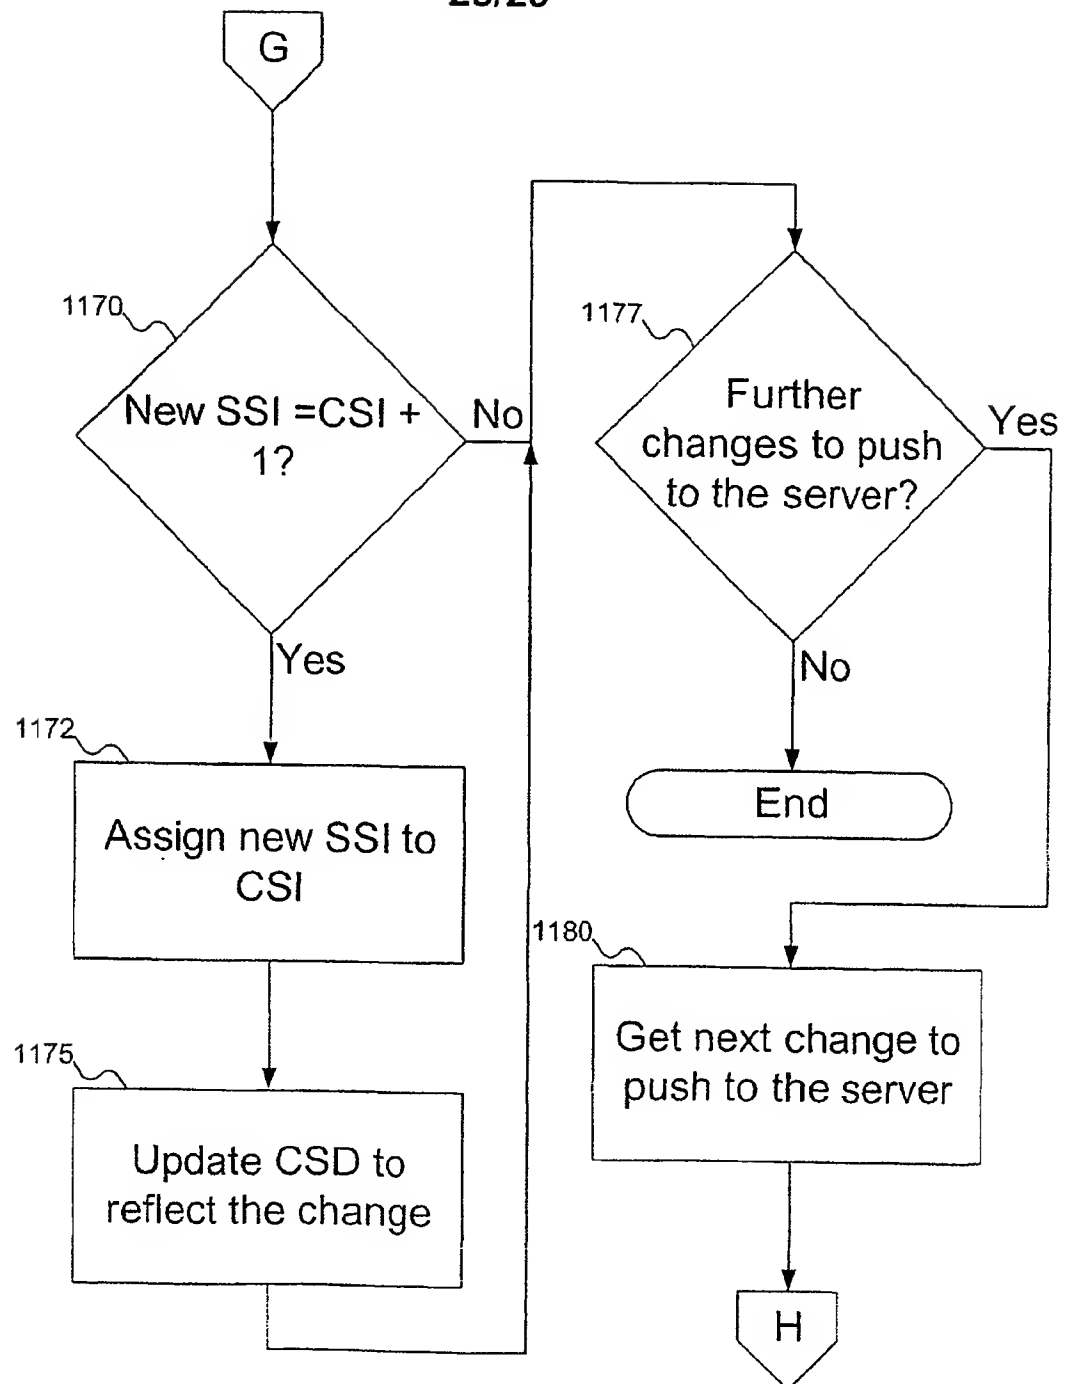 G
1170
New SSI =CSI +
1?
No
Yes
1172
Assign new SSI to
CSI
1175
Update CSD to
reflect the change
1177
Further
changes to push
to the server?
Yes
No
End
1180
Get next change to
push to the server
H